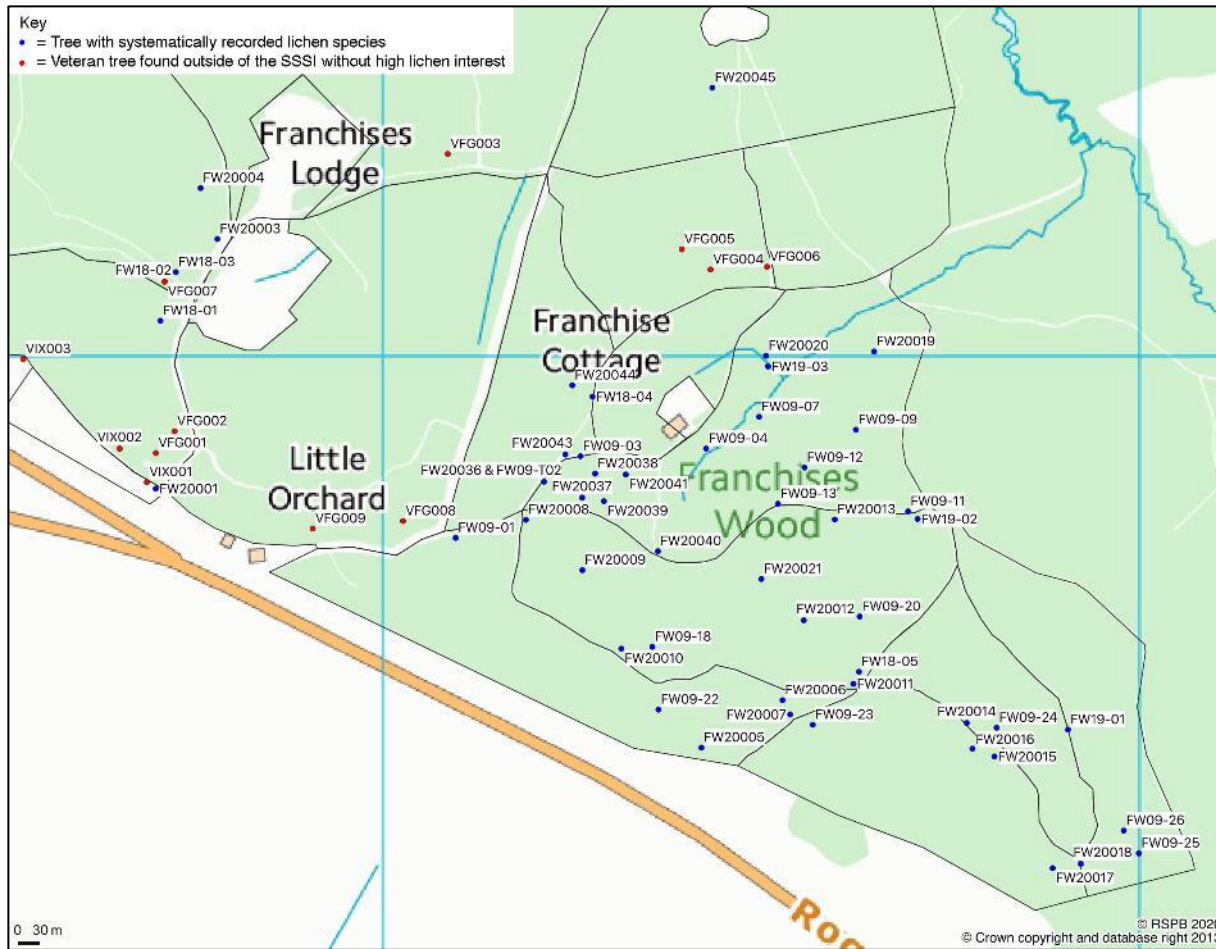 Key
= Tree with systematically recorded lichen species
= Veteran tree found outside of the SSSI without high lichen interest
FW20045
Franchises
Lodge
VFG003
FW20004
FW20003
VFG005
VFG004
VFG006
FW18-03
FW18-02
VFG007
FW18-01
Franchise
Cottage
VIX003
FW20020
FW20019
FW19-03
FW20044
FW18-04
FW09-07
FW09-09
VFG002
VIX002
VFG001
FW20043
FW09-03
FW09-04
Little
Orchard
VIX001
FW20001
FW20036 & FW09-T02
FW20038
FW20041
FW09-12
Franchises
Wood
FW20037
FW20039
FW09-13
FW09-11
FW20008
FW20013
FW19-02
VFG009
VFG008
FW09-01
FW20040
FW20009
FW20021
FW20012
FW09-20
FW09-18
FW20010
FW18-05
FW20011
FW20006
FW09-22
FW20007
FW09-23
FW20014
FW09-24
FW19-01
FW20005
FW20016
FW20015
FW09-26
FW09-25
FW20018
FW20017
Roo
0 30 m
© RSPB 2020
© Crown copyright and database right 2013